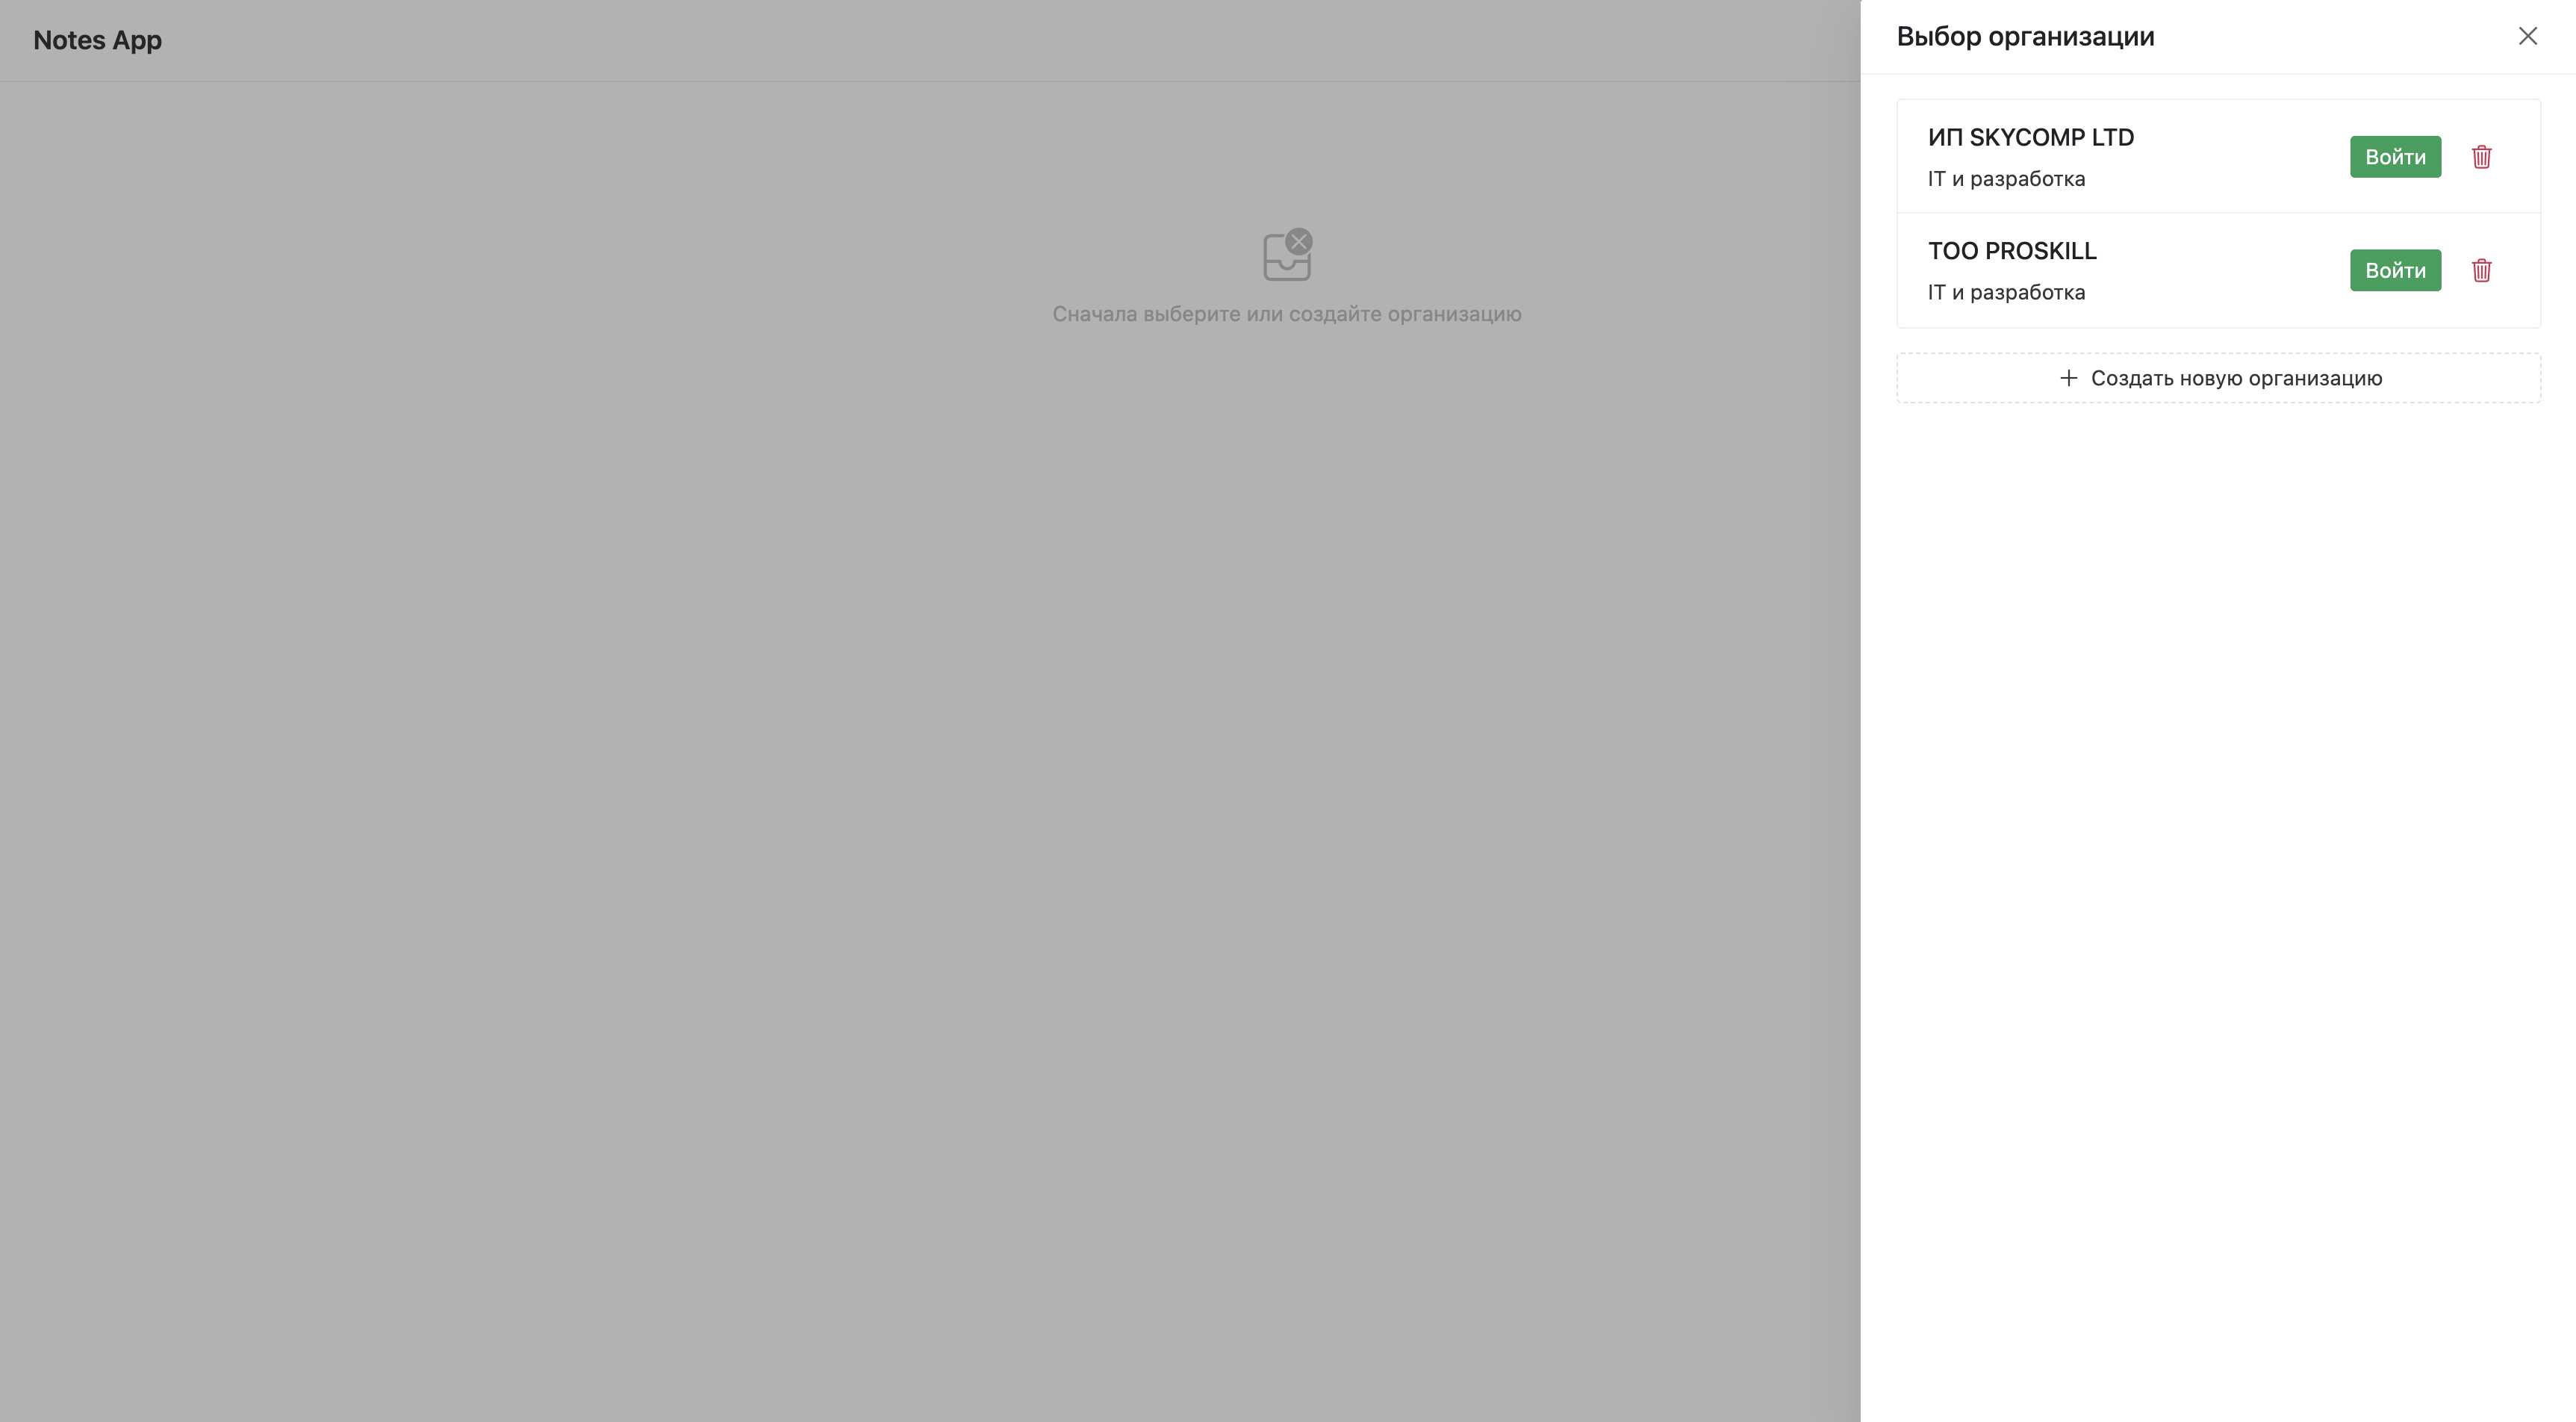 Notes App
Сначала выберите или создайте организацию
Выбор организации
ИП SKYCOMP LTD
IT и разработка
Войти
ТОО PROSKILL
IT и разработка
Войти
Создать новую организацию